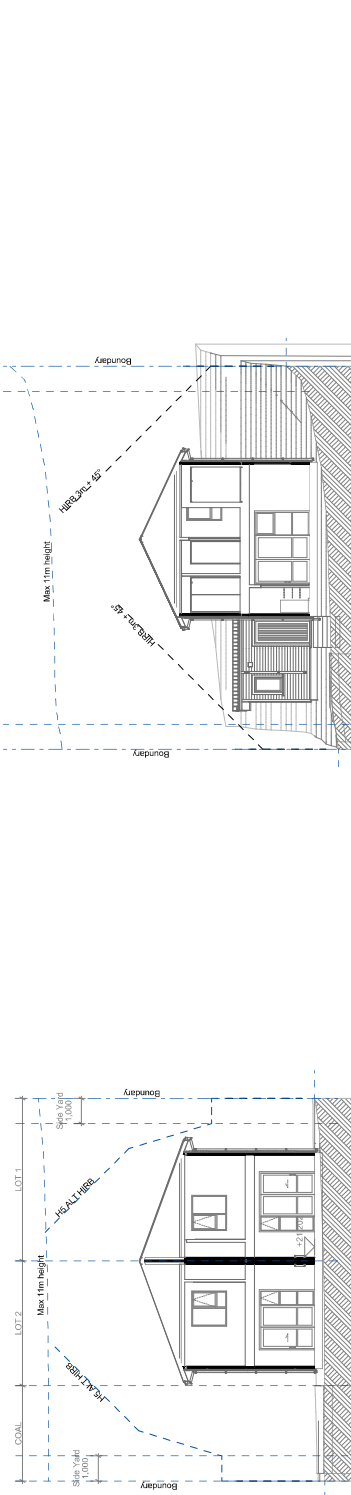 Boundary
HIRB 3m + 45°
Max 11m height
HIRB 3m + 45°
Boundary
Boundary
Side Yard
1,000
LOT 1
H5 ALT HIRB
Max 11m height
LOT 2
H5 ALT HIRB
COAL
Side Yard
1,000
Boundary